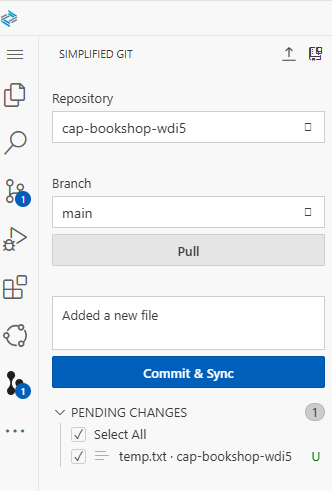 SIMPLIFIED GIT
Repository
cap-bookshop-wdi5
Branch
main
Pull
1
Added a new file
Commit & Sync
1
PENDING CHANGES 1
Select All
temp.txt · cap-bookshop-wdi5 U